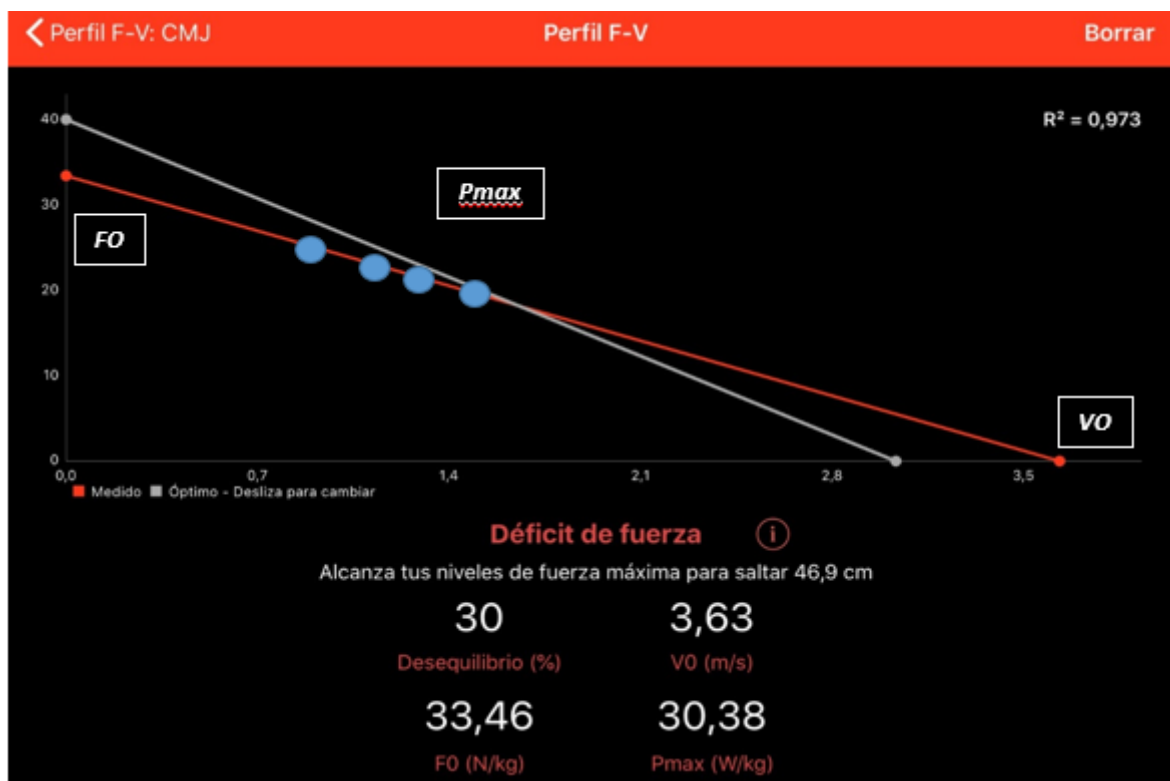 Perfil F-V: CMJ
Perfil F-V
Borrar
40
R² = 0,973
Pmax
30
FO
20
10
VO
0
0,0
0,7
1,4
2,1
2,8
3,5
Medido
Óptimo - Desliza para cambiar
Déficit de fuerza
i
Alcanza tus niveles de fuerza máxima para saltar 46,9 cm
30
3,63
Desequilibrio (%)
V0 (m/s)
33,46
30,38
F0 (N/kg)
Pmax (W/kg)